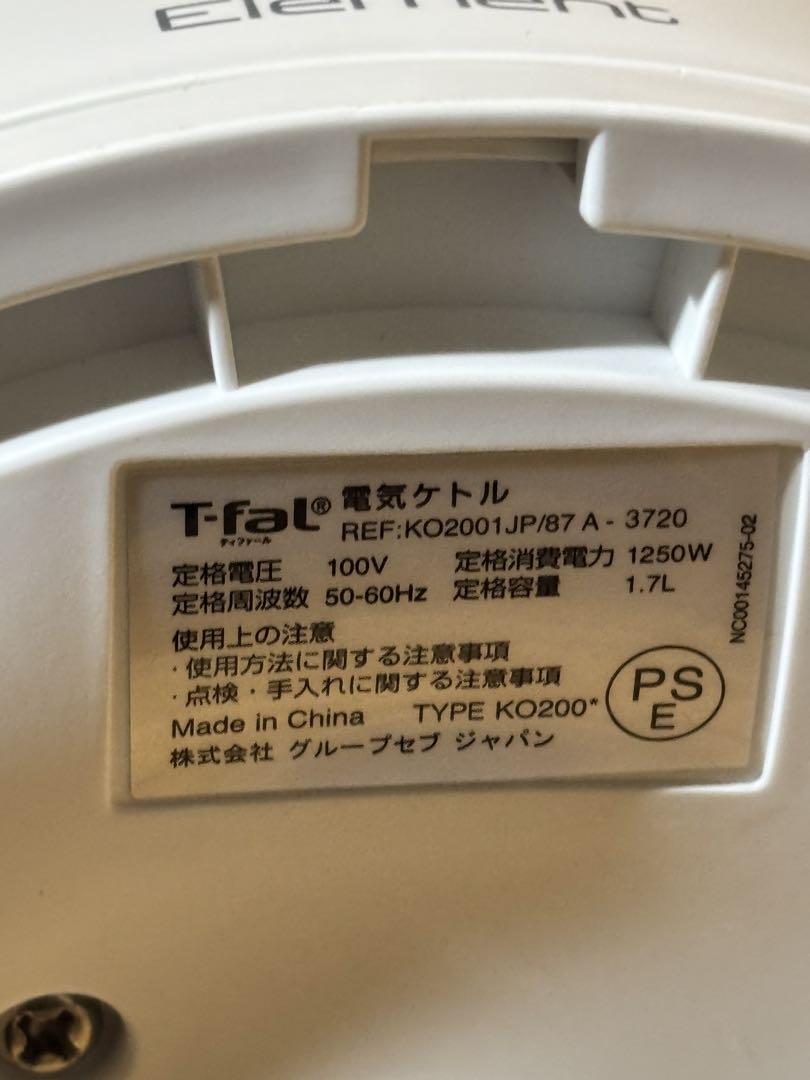 Element
T-faL® 電気ケトル
ティファール REF:KO2001JP/87 A - 3720
定格電圧 100V 定格消費電力 1250W
定格周波数 50-60Hz 定格容量 1.7L
使用上の注意
・使用方法に関する注意事項
・点検・手入れに関する注意事項
Made in China TYPE KO200*
株式会社 グループセブ ジャパン
PS
E
NC00145275-02